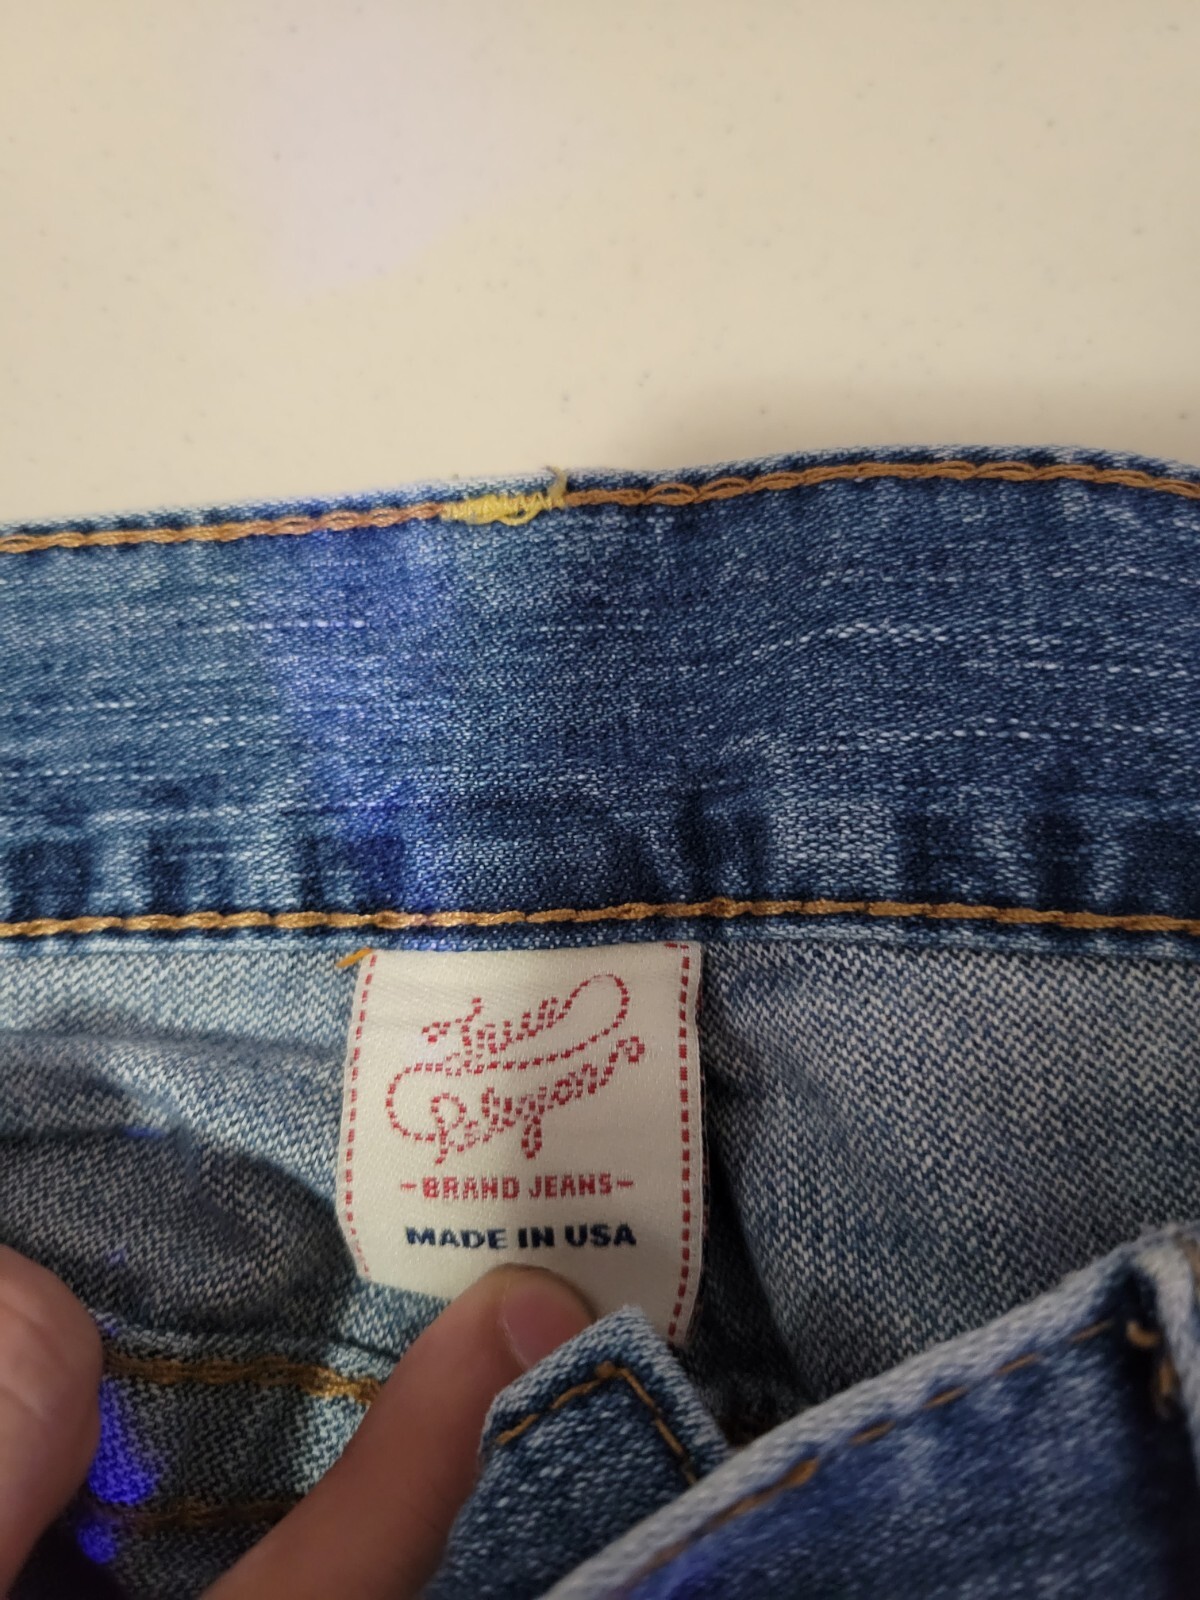 True
Religion
-BRAND JEANS-
MADE IN USA